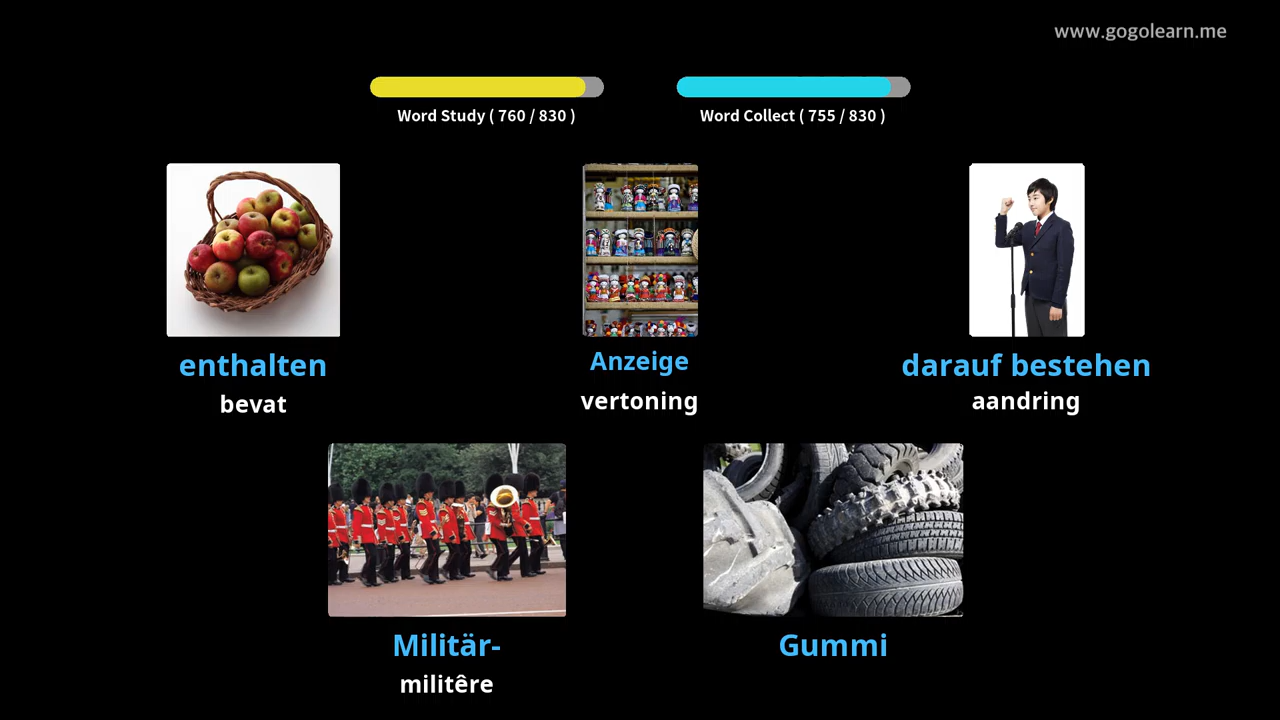 www.gogolearn.me
Word Study ( 760 / 830 )
Word Collect ( 755 / 830 )
enthalten
bevat
Anzeige
vertoning
darauf bestehen
aandring
Militär-
militêre
Gummi